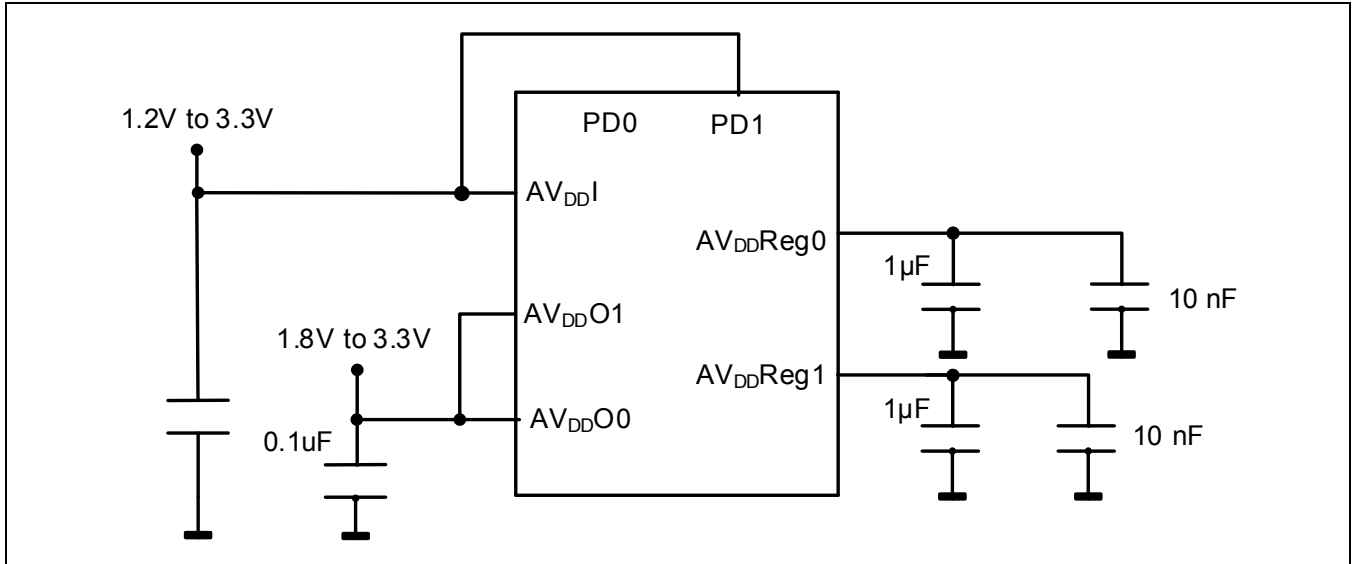 PD0 PD1
1.2V to 3.3V
AVDDI
AVDDReg0
1µF
10 nF
AVDDO1
1.8V to 3.3V
AVDDReg1
AVDDO0
1µF
0.1uF
10 nF